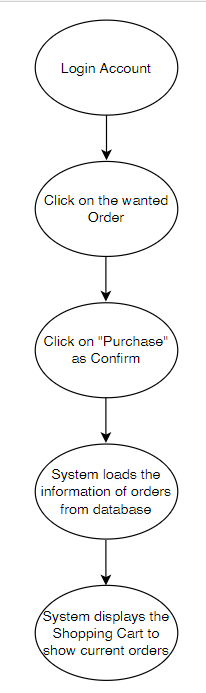 Login Account
Click on the wanted
Order
Click on "Purchase"
as Confirm
System loads the
information of orders
from database
System displays the
Shopping Cart to
show current orders